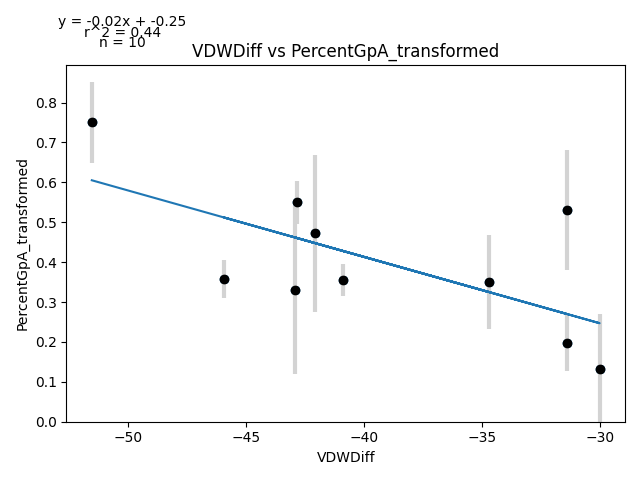 y = -0.02x + -0.25
r^2 = 0.44
n = 10
VDWDiff vs PercentGpA_transformed
PercentGpA_transformed
0.8
0.7
0.6
0.5
0.4
0.3
0.2
0.1
0.0
−50
−45
−40
−35
−30
VDWDiff